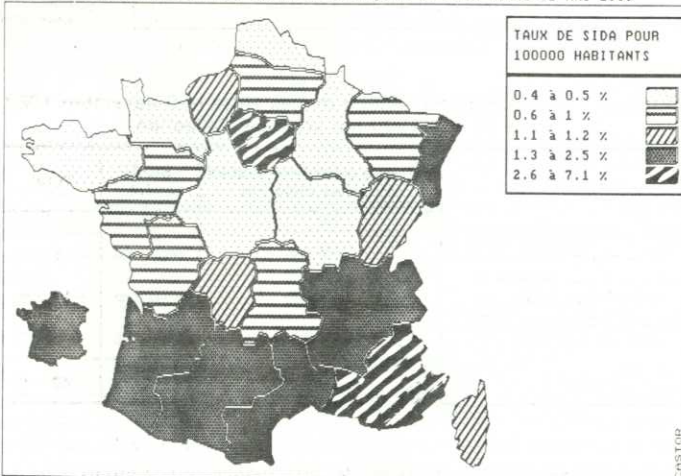 TAUX DE SIDA POUR
100000 HABITANTS
0.4 à 0.5 %
0.6 à 1 %
1.1 à 1.2 %
1.3 à 2.5 %
2.6 à 7.1 %